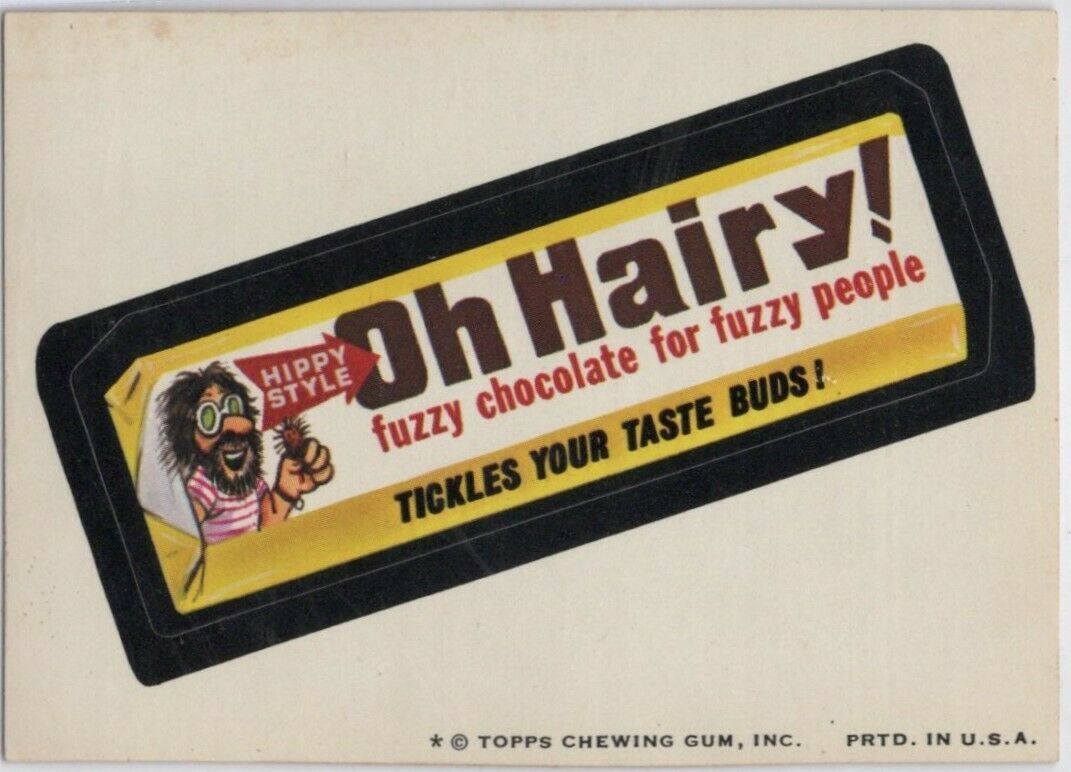 HIPPY
STYLE
Oh Hairy!
fuzzy chocolate for fuzzy people
TICKLES YOUR TASTE BUDS!
* © TOPPS CHEWING GUM, INC. PRTD. IN U.S.A.